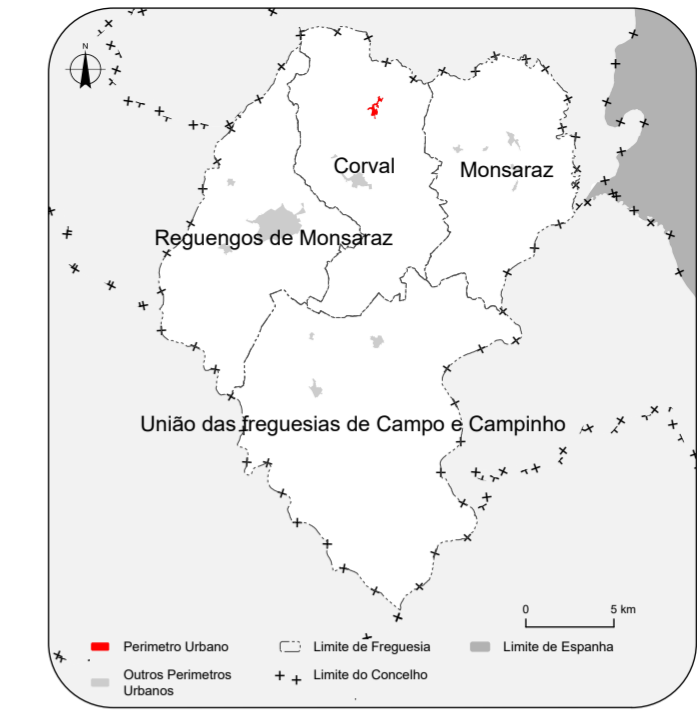 N
Corval
Monsaraz
Reguengos de Monsaraz
União das freguesias de Campo e Campinho
0 5 km
Perimetro Urbano
Limite de Freguesia
Limite de Espanha
Outros Perimetros
Urbanos
Limite do Concelho